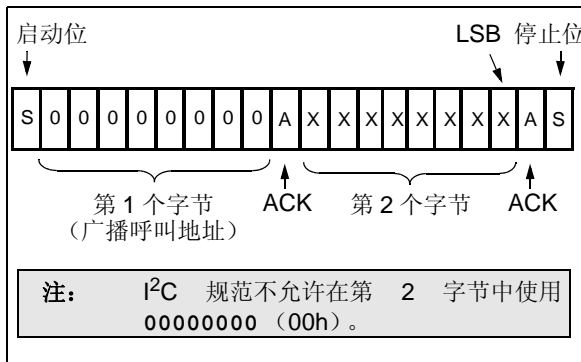 启动位 LSB 停止位
S 0 0 0 0 0 0 0 0 A X X X X X X X X A S
第 1 个字节 ACK 第 2 个字节 ACK
（广播呼叫地址）
注： I²C 规范不允许在第 2 字节中使用
00000000 （00h）。